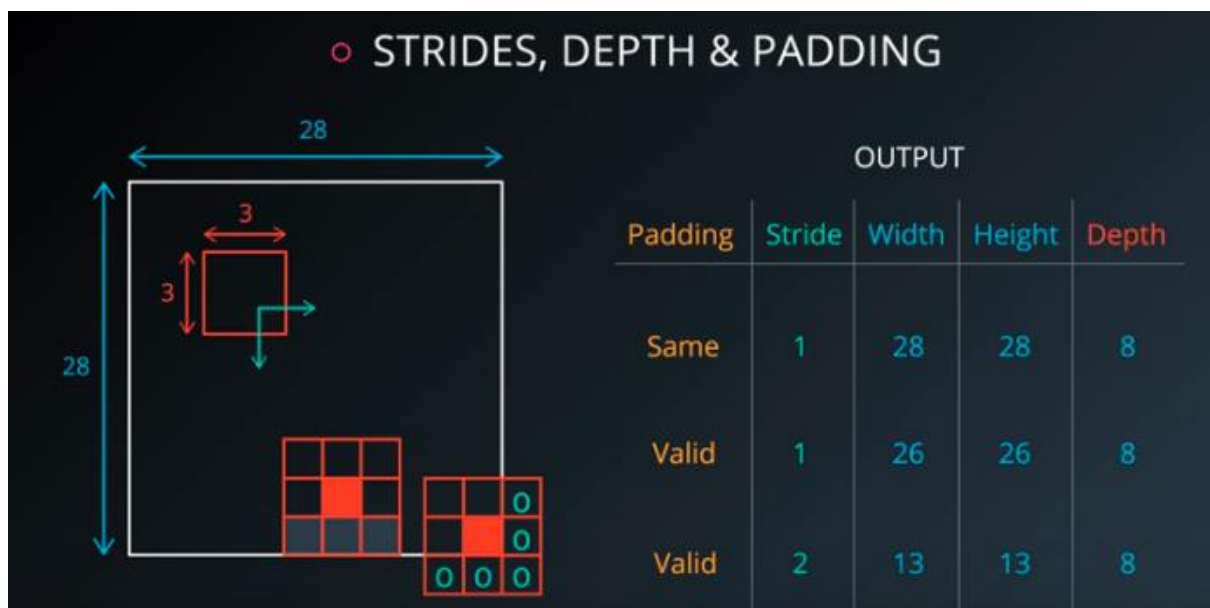 STRIDES, DEPTH & PADDING
28
OUTPUT
3
Padding Stride Width Height Depth
3
28
Same 1 28 28 8
Valid 1 26 26 8
0
0
0 0 0
Valid 2 13 13 8